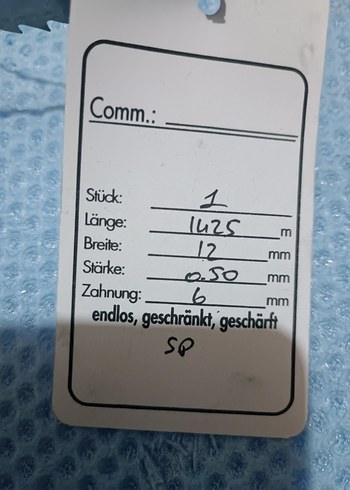 Comm.:
Stück: 1
Länge: 1425 m
Breite: 12 mm
Stärke: 0.50 mm
Zahnung: 6 mm
endlos, geschränkt, geschärft
SP